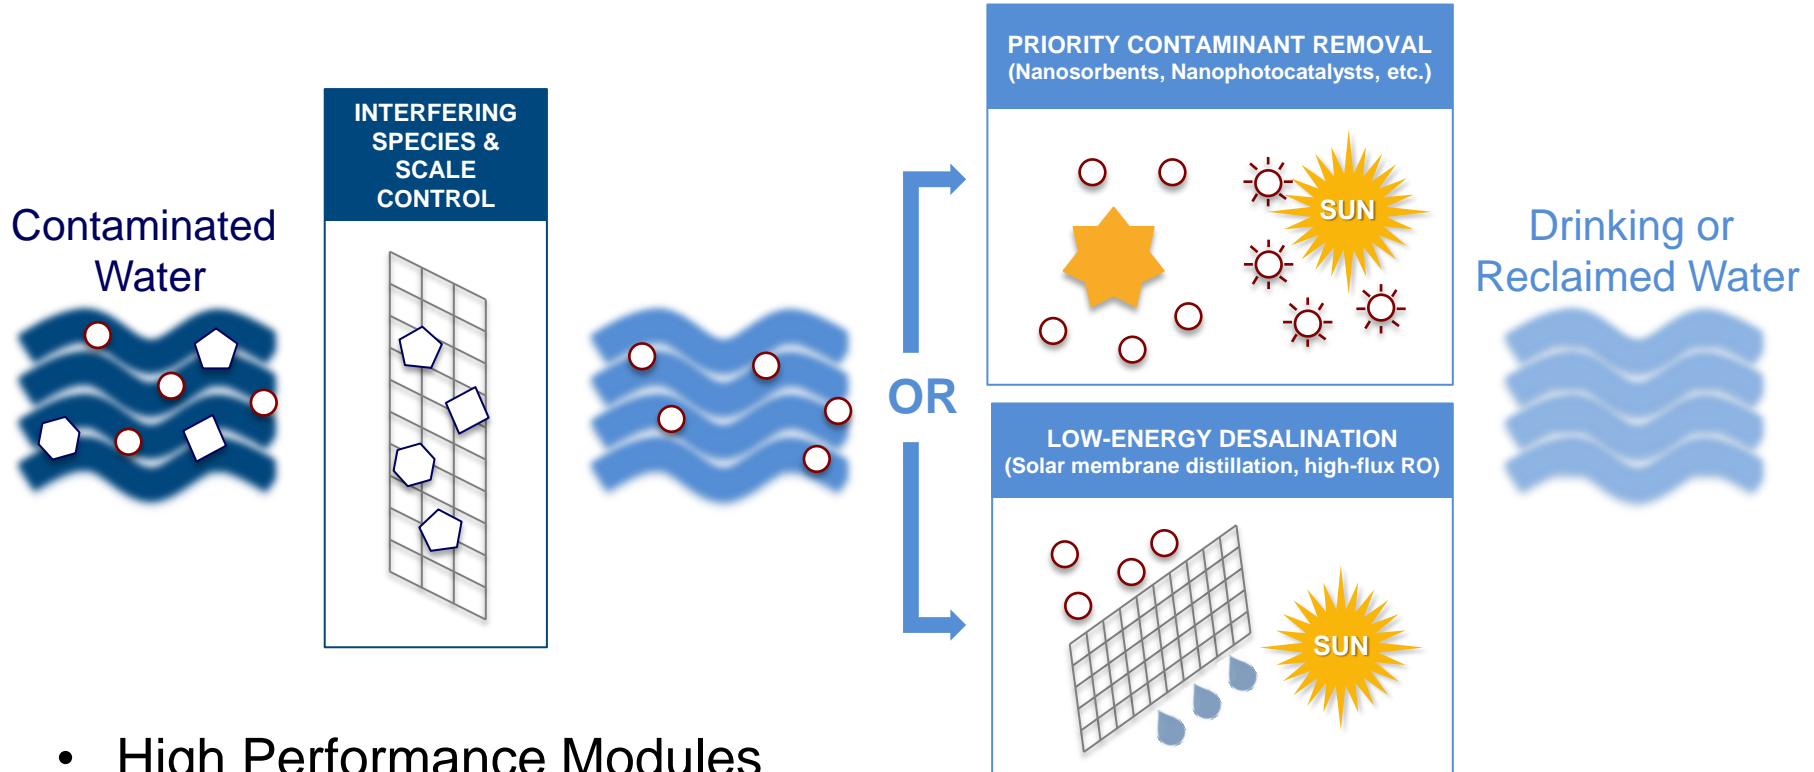 Contaminated
Water
INTERFERING
SPECIES &
SCALE
CONTROL
OR
PRIORITY CONTAMINANT REMOVAL
(Nanosorbents, Nanophotocatalysts, etc.)
SUN
LOW-ENERGY DESALINATION
(Solar membrane distillation, high-flux RO)
SUN
Drinking or
Reclaimed Water
• High Performance Modules